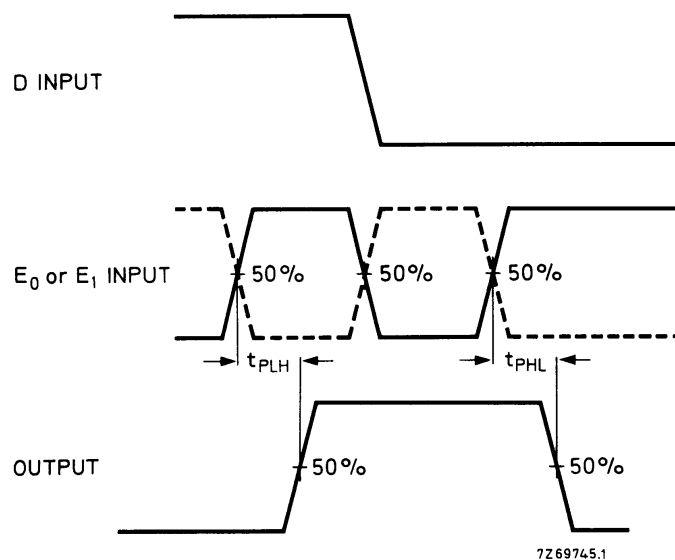 D INPUT
E₀ or E₁ INPUT
50% 50% 50%
tPLH tPHL
OUTPUT
50% 50%
7Z69745.1